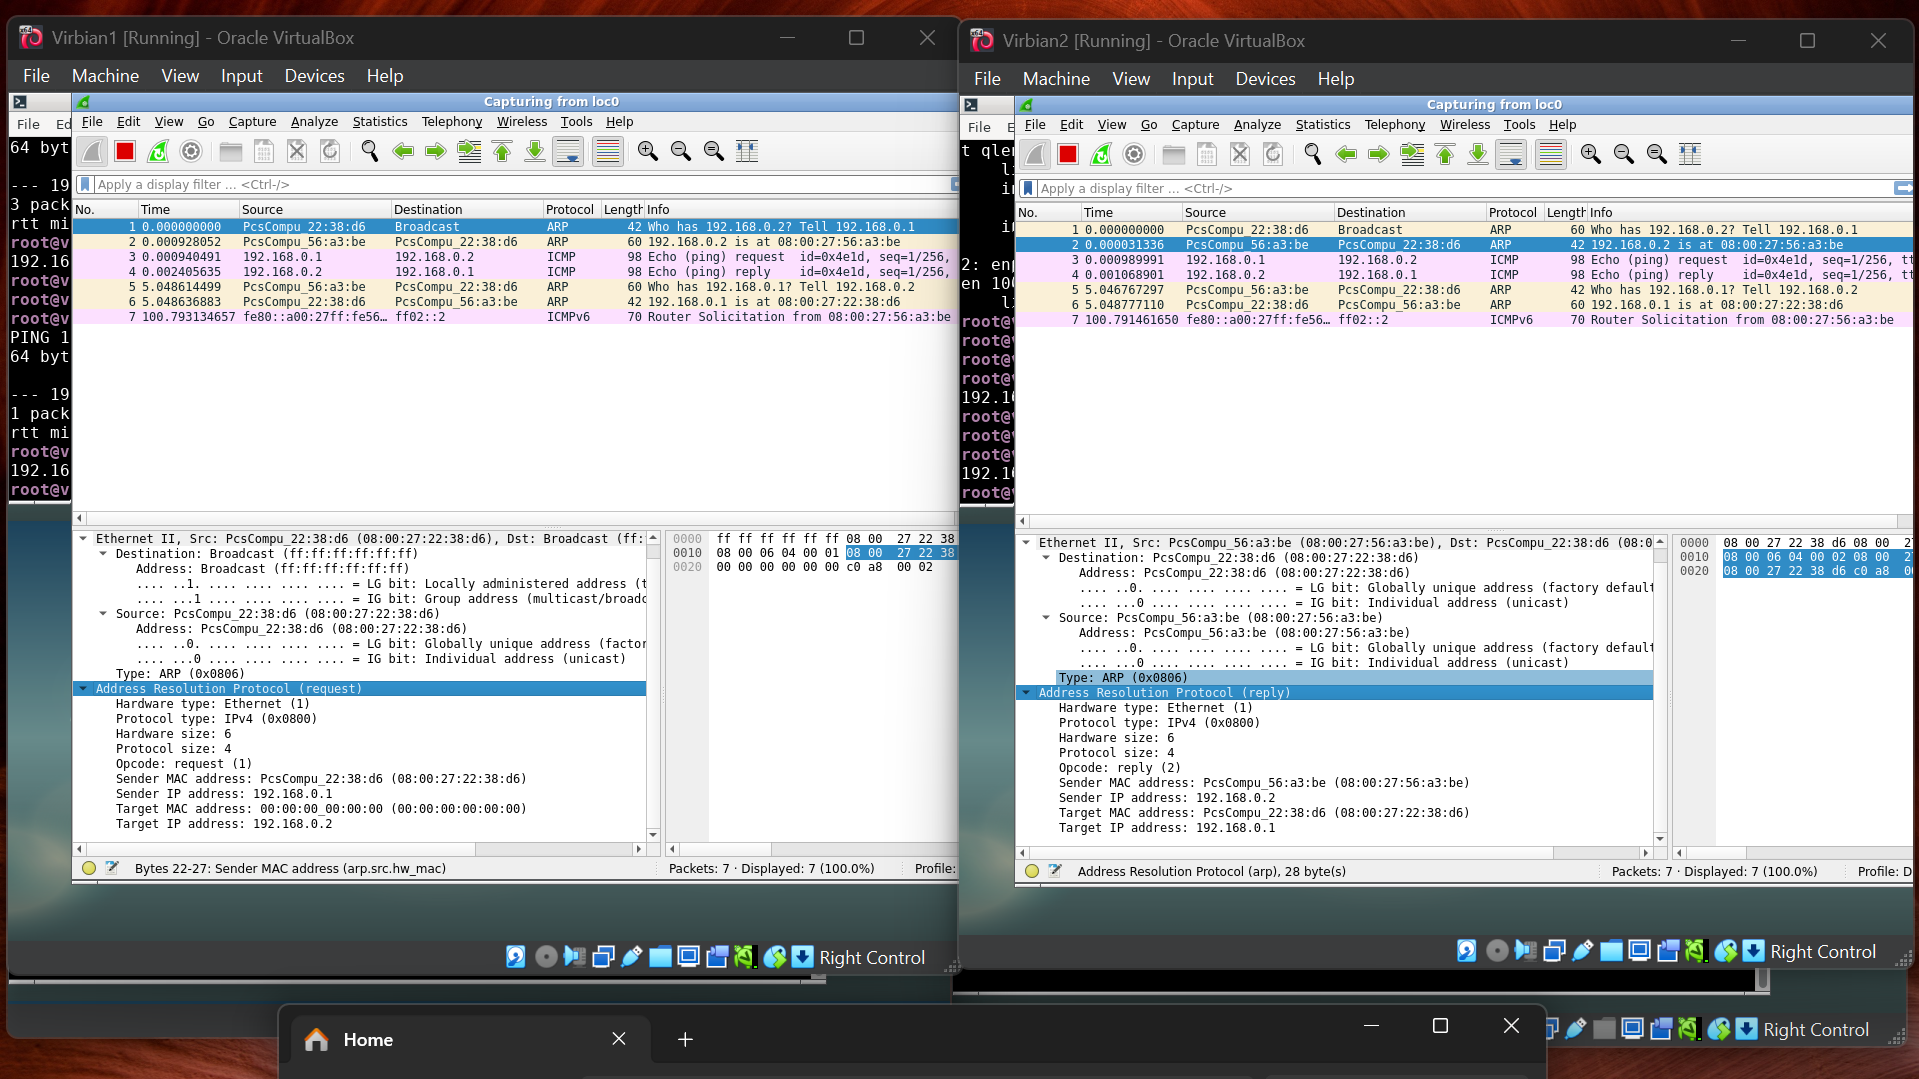 Virbian1 [Running] - Oracle VirtualBox
File Machine View Input Devices Help
File Ed
64 byt
--- 19
3 pack
rtt mi
root@v
192.16
root@v
root@v
root@v
PING 1
64 byt
--- 19
1 pack
rtt mi
root@v
192.16
root@v
Capturing from loc0
File Edit View Go Capture Analyze Statistics Telephony Wireless Tools Help
Apply a display filter ... <Ctrl-/>
No. Time Source Destination Protocol Length Info
1 0.000000000 PcsCompu_22:38:d6 Broadcast ARP 42 Who has 192.168.0.2? Tell 192.168.0.1
2 0.000928052 PcsCompu_56:a3:be PcsCompu_22:38:d6 ARP 60 192.168.0.2 is at 08:00:27:56:a3:be
3 0.000940491 192.168.0.1 192.168.0.2 ICMP 98 Echo (ping) request id=0x4e1d, seq=1/256,
4 0.002405635 192.168.0.2 192.168.0.1 ICMP 98 Echo (ping) reply id=0x4e1d, seq=1/256,
5 5.048614499 PcsCompu_56:a3:be PcsCompu_22:38:d6 ARP 60 Who has 192.168.0.1? Tell 192.168.0.2
6 5.048636883 PcsCompu_22:38:d6 PcsCompu_56:a3:be ARP 42 192.168.0.1 is at 08:00:27:22:38:d6
7 100.793134657 fe80::a00:27ff:fe56… ff02::2 ICMPv6 70 Router Solicitation from 08:00:27:56:a3:be
Ethernet II, Src: PcsCompu_22:38:d6 (08:00:27:22:38:d6), Dst: Broadcast (ff:
Destination: Broadcast (ff:ff:ff:ff:ff:ff)
Address: Broadcast (ff:ff:ff:ff:ff:ff)
.... ..1. .... .... .... .... = LG bit: Locally administered address (t
.... ...1 .... .... .... .... = IG bit: Group address (multicast/broadc
Source: PcsCompu_22:38:d6 (08:00:27:22:38:d6)
Address: PcsCompu_22:38:d6 (08:00:27:22:38:d6)
.... ..0. .... .... .... .... = LG bit: Globally unique address (factor
.... ...0 .... .... .... .... = IG bit: Individual address (unicast)
Type: ARP (0x0806)
Address Resolution Protocol (request)
Hardware type: Ethernet (1)
Protocol type: IPv4 (0x0800)
Hardware size: 6
Protocol size: 4
Opcode: request (1)
Sender MAC address: PcsCompu_22:38:d6 (08:00:27:22:38:d6)
Sender IP address: 192.168.0.1
Target MAC address: 00:00:00_00:00:00 (00:00:00:00:00:00)
Target IP address: 192.168.0.2
0000 ff ff ff ff ff ff 08 00 27 22 38
0010 08 00 06 04 00 01 08 00 27 22 38
0020 00 00 00 00 00 00 c0 a8 00 02
Bytes 22-27: Sender MAC address (arp.src.hw_mac)
Packets: 7 · Displayed: 7 (100.0%)
Profile:
Right Control
Virbian2 [Running] - Oracle VirtualBox
File Machine View Input Devices Help
File E
t qlen
li
in
in
2: enp
en 100
li
root@v
root@v
root@v
root@v
192.16
root@v
root@v
root@v
192.16
root@v
Capturing from loc0
File Edit View Go Capture Analyze Statistics Telephony Wireless Tools Help
Apply a display filter ... <Ctrl-/>
No. Time Source Destination Protocol Length Info
1 0.000000000 PcsCompu_22:38:d6 Broadcast ARP 60 Who has 192.168.0.2? Tell 192.168.0.1
2 0.000031336 PcsCompu_56:a3:be PcsCompu_22:38:d6 ARP 42 192.168.0.2 is at 08:00:27:56:a3:be
3 0.000989991 192.168.0.1 192.168.0.2 ICMP 98 Echo (ping) request id=0x4e1d, seq=1/256, tt
4 0.001068901 192.168.0.2 192.168.0.1 ICMP 98 Echo (ping) reply id=0x4e1d, seq=1/256, tt
5 5.046767297 PcsCompu_56:a3:be PcsCompu_22:38:d6 ARP 42 Who has 192.168.0.1? Tell 192.168.0.2
6 5.048777110 PcsCompu_22:38:d6 PcsCompu_56:a3:be ARP 60 192.168.0.1 is at 08:00:27:22:38:d6
7 100.791461650 fe80::a00:27ff:fe56… ff02::2 ICMPv6 70 Router Solicitation from 08:00:27:56:a3:be
Ethernet II, Src: PcsCompu_56:a3:be (08:00:27:56:a3:be), Dst: PcsCompu_22:38:d6 (08:0
Destination: PcsCompu_22:38:d6 (08:00:27:22:38:d6)
Address: PcsCompu_22:38:d6 (08:00:27:22:38:d6)
.... ..0. .... .... .... .... = LG bit: Globally unique address (factory default
.... ...0 .... .... .... .... = IG bit: Individual address (unicast)
Source: PcsCompu_56:a3:be (08:00:27:56:a3:be)
Address: PcsCompu_56:a3:be (08:00:27:56:a3:be)
.... ..0. .... .... .... .... = LG bit: Globally unique address (factory default
.... ...0 .... .... .... .... = IG bit: Individual address (unicast)
Type: ARP (0x0806)
Address Resolution Protocol (reply)
Hardware type: Ethernet (1)
Protocol type: IPv4 (0x0800)
Hardware size: 6
Protocol size: 4
Opcode: reply (2)
Sender MAC address: PcsCompu_56:a3:be (08:00:27:56:a3:be)
Sender IP address: 192.168.0.2
Target MAC address: PcsCompu_22:38:d6 (08:00:27:22:38:d6)
Target IP address: 192.168.0.1
0000 08 00 27 22 38 d6 08 00 27
0010 08 00 06 04 00 02 08 00 2
0020 08 00 27 22 38 d6 c0 a8 0
Address Resolution Protocol (arp), 28 byte(s)
Packets: 7 · Displayed: 7 (100.0%)
Profile: D
Right Control
Right Control
Home